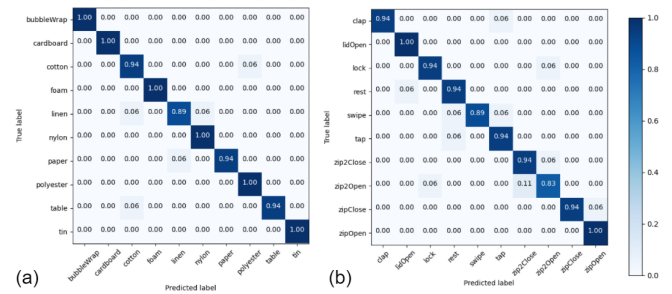 bubbleWrap 1.00 0.00 0.00 0.00 0.00 0.00 0.00 0.00 0.00 0.00
cardboard 0.00 1.00 0.00 0.00 0.00 0.00 0.00 0.00 0.00 0.00
cotton 0.00 0.00 0.94 0.00 0.00 0.00 0.00 0.06 0.00 0.00
foam 0.00 0.00 0.00 1.00 0.00 0.00 0.00 0.00 0.00 0.00
linen 0.00 0.00 0.06 0.00 0.89 0.06 0.00 0.00 0.00 0.00
nylon 0.00 0.00 0.00 0.00 0.00 1.00 0.00 0.00 0.00 0.00
paper 0.00 0.00 0.00 0.00 0.06 0.00 0.94 0.00 0.00 0.00
polyester 0.00 0.00 0.00 0.00 0.00 0.00 0.00 1.00 0.00 0.00
table 0.00 0.00 0.06 0.00 0.00 0.00 0.00 0.00 0.94 0.00
tin 0.00 0.00 0.00 0.00 0.00 0.00 0.00 0.00 0.00 1.00
True label
bubbleWrap cardboard cotton foam linen nylon paper polyester table tin
Predicted label
(a)
clap 0.94 0.00 0.00 0.00 0.00 0.06 0.00 0.00 0.00 0.00
lidOpen 0.00 1.00 0.00 0.00 0.00 0.00 0.00 0.00 0.00 0.00
lock 0.00 0.00 0.94 0.00 0.00 0.00 0.00 0.06 0.00 0.00
rest 0.00 0.06 0.00 0.94 0.00 0.00 0.00 0.00 0.00 0.00
swipe 0.00 0.00 0.00 0.06 0.89 0.06 0.00 0.00 0.00 0.00
tap 0.00 0.00 0.00 0.06 0.00 0.94 0.00 0.00 0.00 0.00
zip2Close 0.00 0.00 0.00 0.00 0.00 0.00 0.94 0.06 0.00 0.00
zip2Open 0.00 0.00 0.06 0.00 0.00 0.00 0.11 0.83 0.00 0.00
zipClose 0.00 0.00 0.00 0.00 0.00 0.00 0.00 0.00 0.94 0.06
zipOpen 0.00 0.00 0.00 0.00 0.00 0.00 0.00 0.00 0.00 1.00
True label
clap lidOpen lock rest swipe tap zip2Close zip2Open zipClose zipOpen
Predicted label
(b)
1.0
0.8
0.6
0.4
0.2
0.0